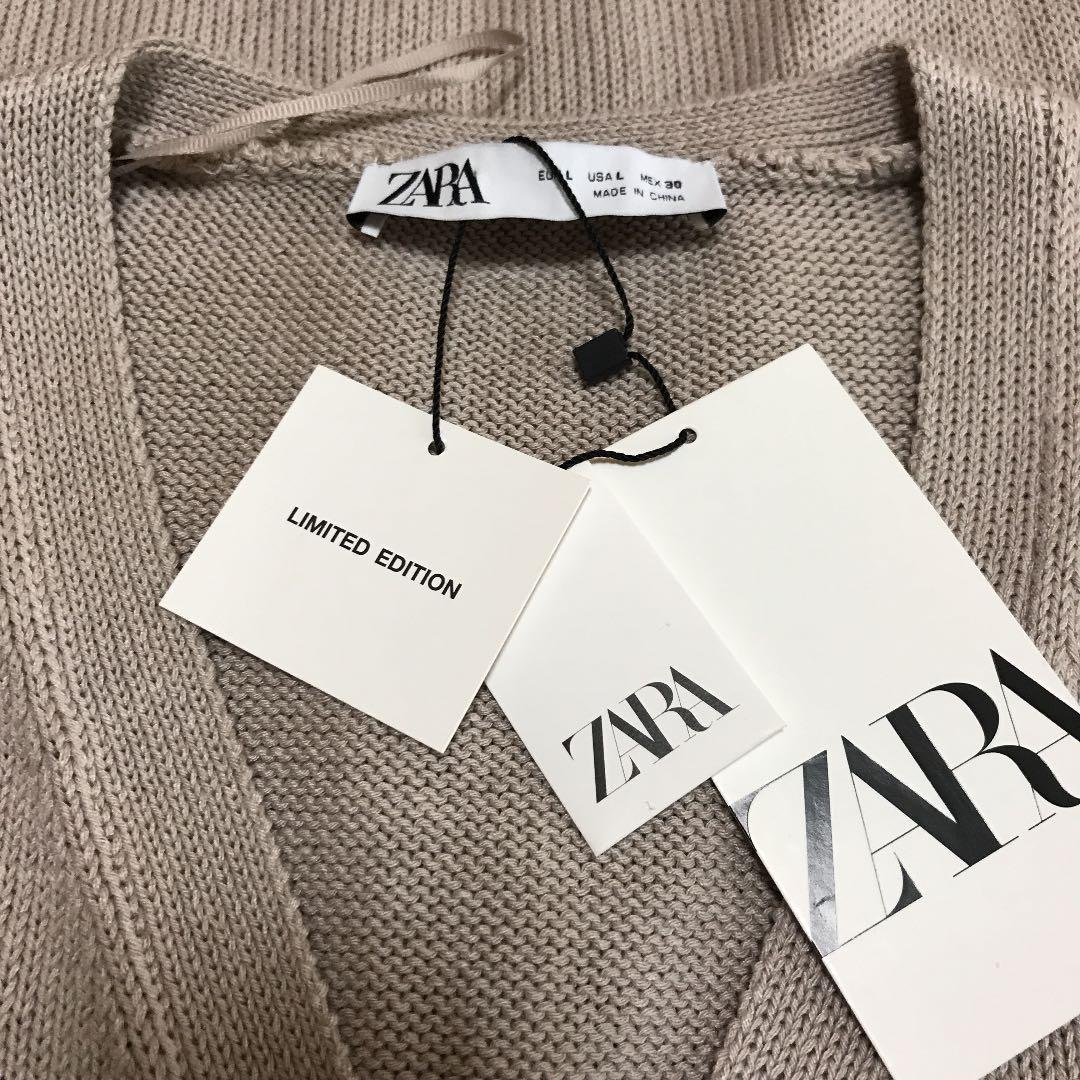 ZARA
EUR L USA L MEX 30
MADE IN CHINA
LIMITED EDITION
ZARA
ZARA